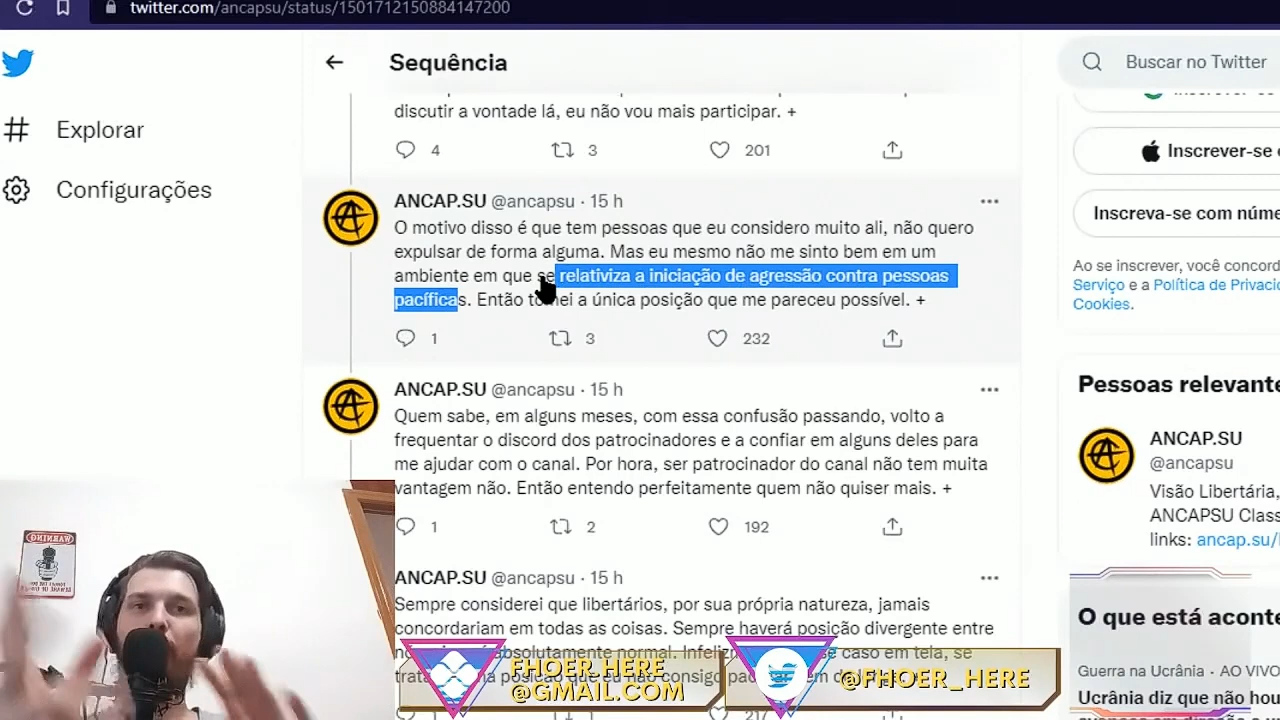 twitter.com/ancapsu/status/1501712150884147200
Sequência
Buscar no Twitter
Explorar
Configurações
discutir a vontade lá, eu não vou mais participar. +
4 3 201
ANCAP.SU @ancapsu · 15 h
O motivo disso é que tem pessoas que eu considero muito ali, não quero
expulsar de forma alguma. Mas eu mesmo não me sinto bem em um
ambiente em que se relativiza a iniciação de agressão contra pessoas
pacíficas. Então tomei a única posição que me pareceu possível. +
1 3 232
ANCAP.SU @ancapsu · 15 h
Quem sabe, em alguns meses, com essa confusão passando, volto a
frequentar o discord dos patrocinadores e a confiar em alguns deles para
me ajudar com o canal. Por hora, ser patrocinador do canal não tem muita
vantagem não. Então entendo perfeitamente quem não quiser mais. +
1 2 192
ANCAP.SU @ancapsu · 15 h
Sempre considerei que libertários, por sua própria natureza, jamais
concordariam em todas as coisas. Sempre haverá posição divergente entre
absolutamente normal.
se caso em tela, se
posição que eu não consigo
217
Inscrever-se
Inscreva-se com núme
Ao se inscrever, você concord
Serviço e a Política de Privacid
Cookies.
Pessoas relevante
ANCAP.SU
@ancapsu
Visão Libertária,
ANCAPSU Class
links: ancap.su/
O que está aconte
Guerra na Ucrânia · AO VIVO
Ucrânia diz que não hou
WARNING
FHOER_HERE
@GMAIL.COM
@FHOER_HERE